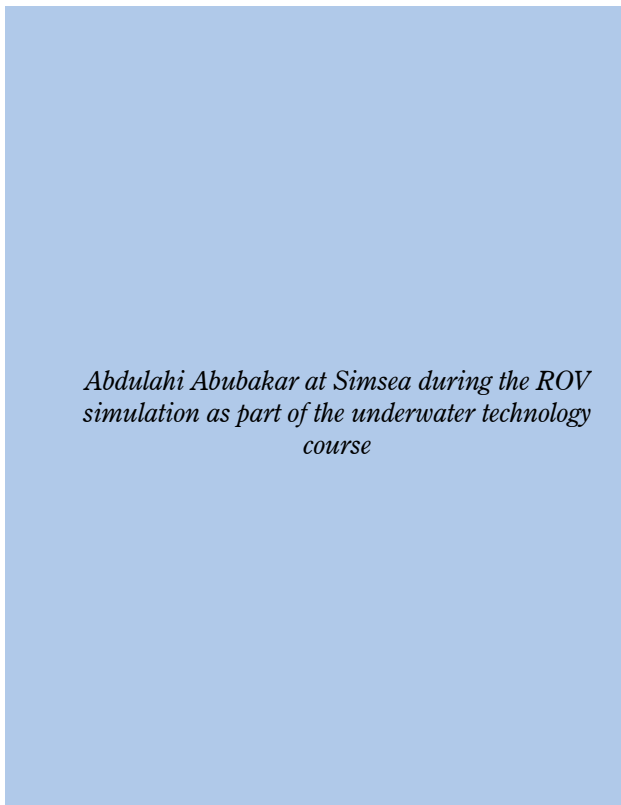 Abdulahi Abubakar at Simsea during the ROV
simulation as part of the underwater technology
course